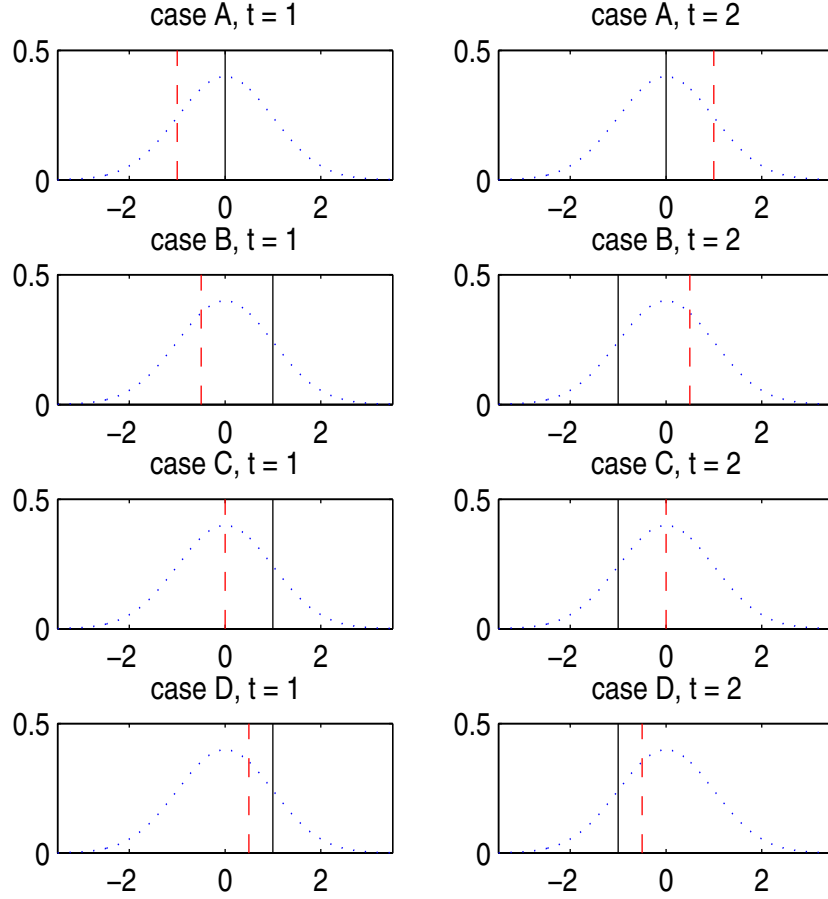 case A, t = 1
case A, t = 2
0.5
0
−2 0 2
0.5
0
−2 0 2
case B, t = 1
case B, t = 2
0.5
0
−2 0 2
0.5
0
−2 0 2
case C, t = 1
case C, t = 2
0.5
0
−2 0 2
0.5
0
−2 0 2
case D, t = 1
case D, t = 2
0.5
0
−2 0 2
0.5
0
−2 0 2